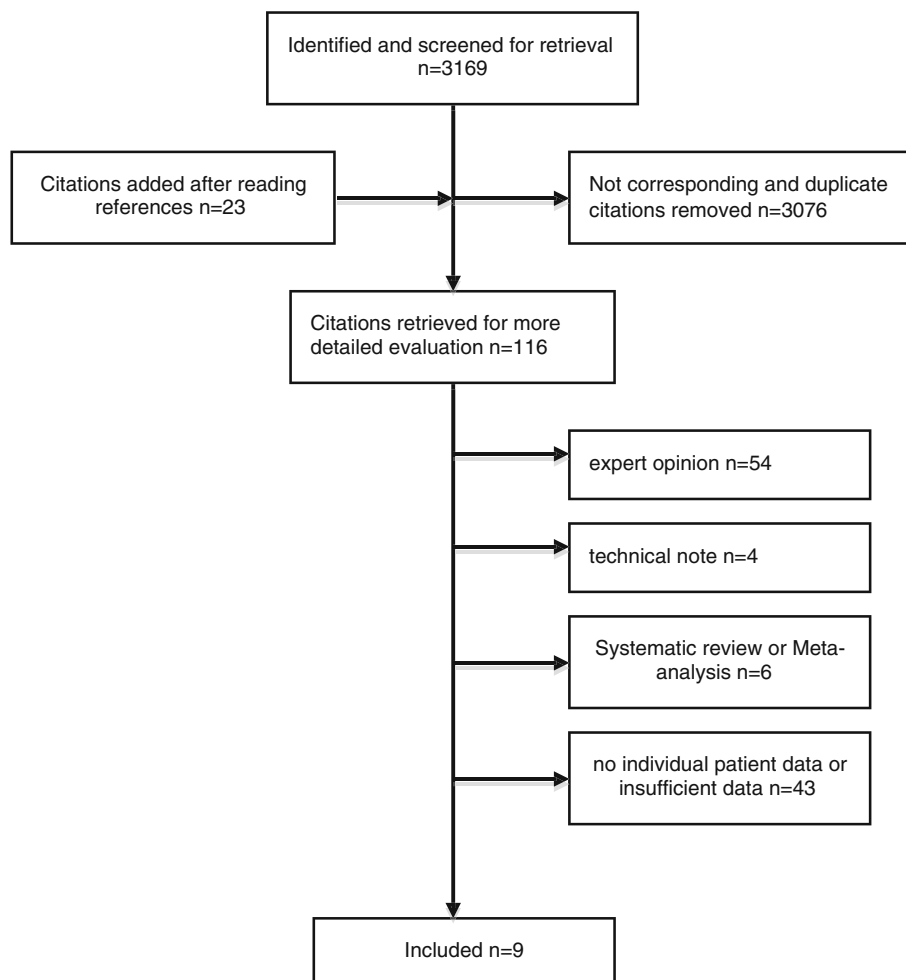 Identified and screened for retrieval
n=3169
Citations added after reading
references n=23
Not corresponding and duplicate
citations removed n=3076
Citations retrieved for more
detailed evaluation n=116
expert opinion n=54
technical note n=4
Systematic review or Meta-
analysis n=6
no individual patient data or
insufficient data n=43
Included n=9